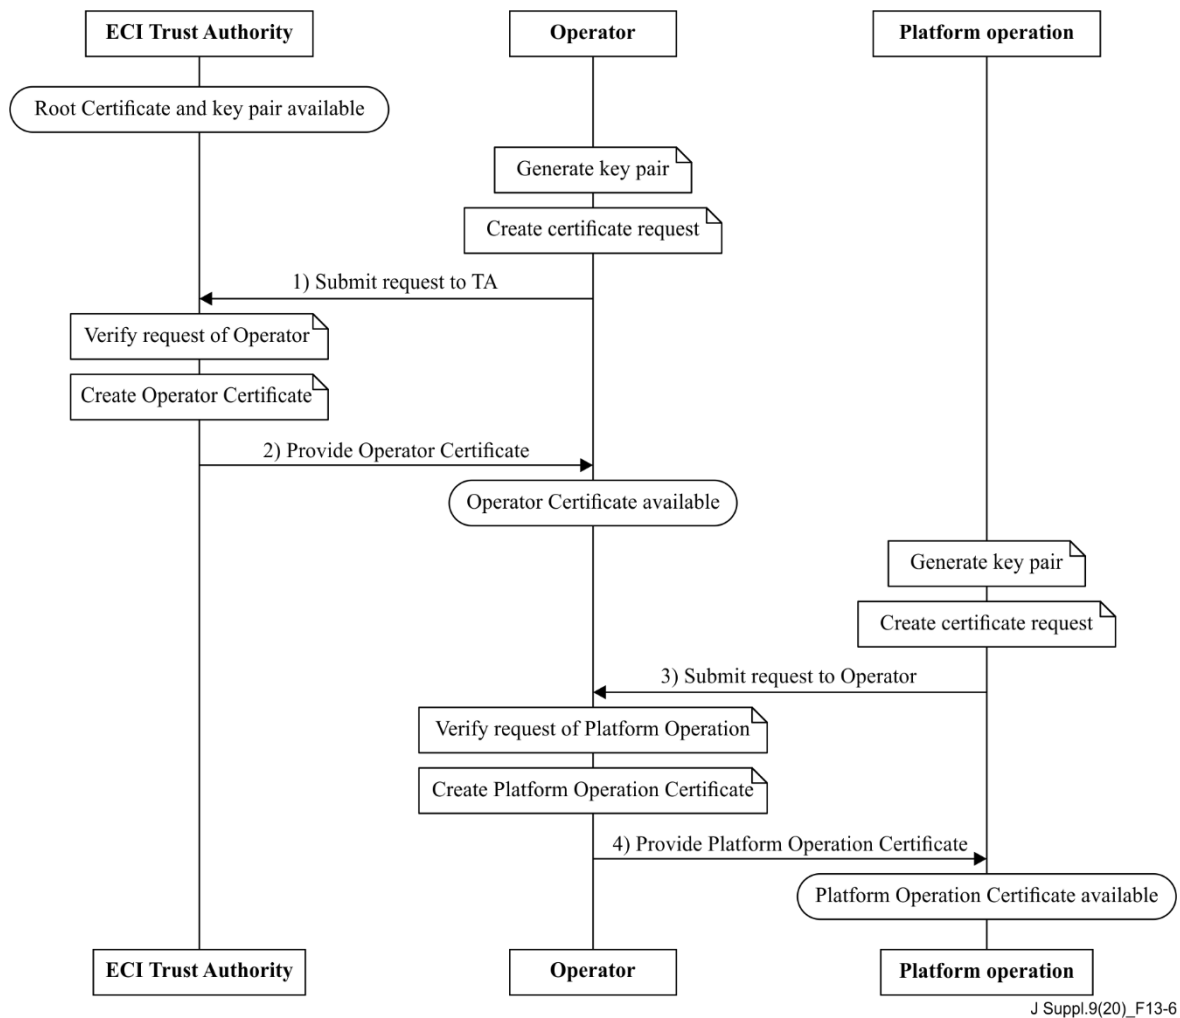 ECI Trust Authority
Operator
Platform operation
Root Certificate and key pair available
Generate key pair
Create certificate request
1) Submit request to TA
Verify request of Operator
Create Operator Certificate
2) Provide Operator Certificate
Operator Certificate available
Generate key pair
Create certificate request
3) Submit request to Operator
Verify request of Platform Operation
Create Platform Operation Certificate
4) Provide Platform Operation Certificate
Platform Operation Certificate available
ECI Trust Authority
Operator
Platform operation
J Suppl.9(20)_F13-6